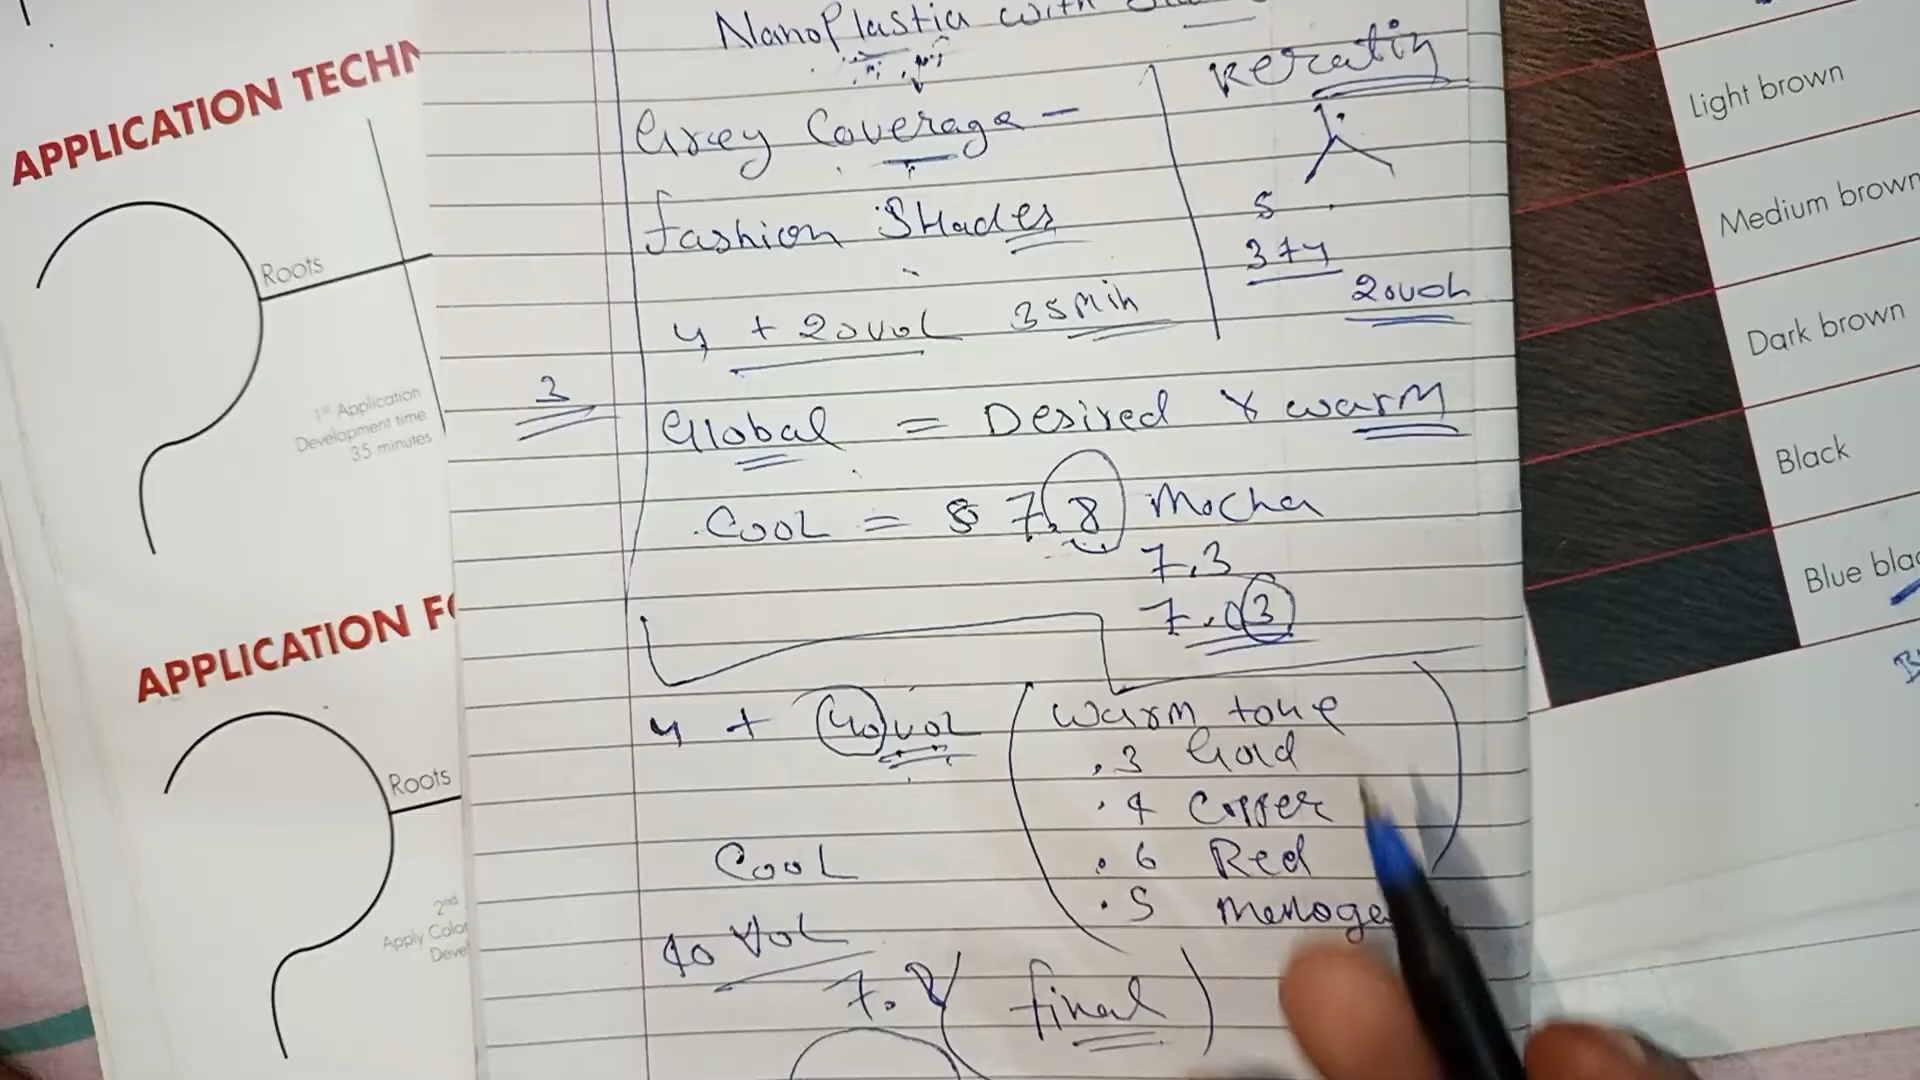 NanoPlastia with
Keratin
Grey Coverage -
Fashion Shades
5
3+4
20vol
4 + 20vol 35min
3
Global = Desired × warm
Cool = 8 7.8 Mocha
7.3
7.03
4 + 40vol
warm tone
.3 Gold
.4 Copper
.6 Red
.5
Cool
40 Vol
7.8 (final)
APPLICATION TECHN
Roots
1st Application
Development time
35 minutes
APPLICATION FO
Roots
2nd
Apply Color
Deve
Light brown
Medium brown
Dark brown
Black
Blue blac